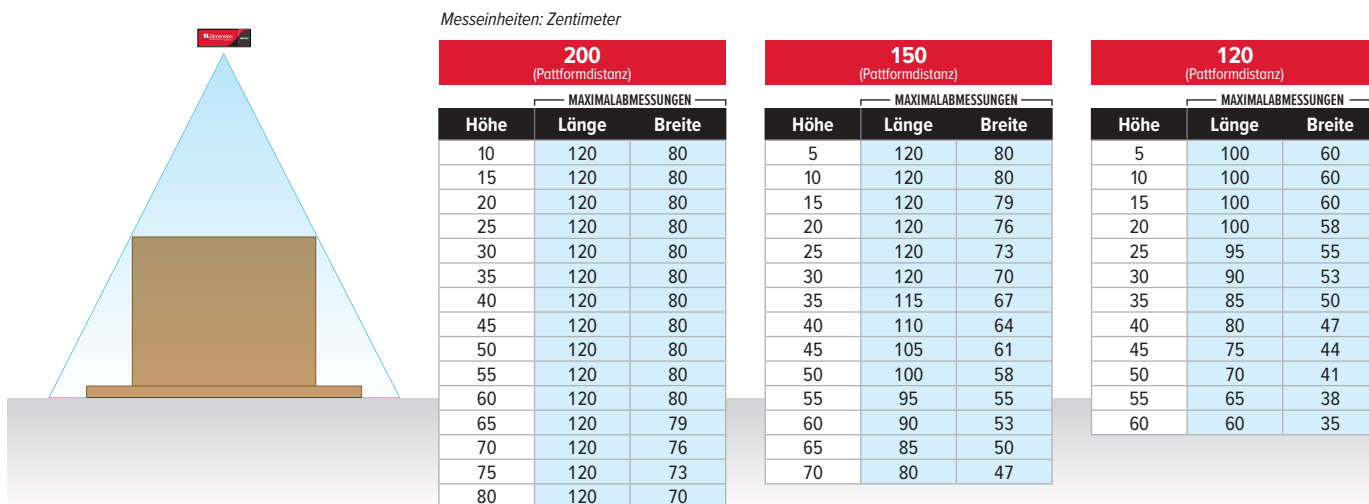 Messeinheiten: Zentimeter
Dimension
200
(Pattformdistanz)
MAXIMALABMESSUNGEN
Höhe Länge Breite
10 120 80
15 120 80
20 120 80
25 120 80
30 120 80
35 120 80
40 120 80
45 120 80
50 120 80
55 120 80
60 120 80
65 120 79
70 120 76
75 120 73
80 120 70
150
(Pattformdistanz)
MAXIMALABMESSUNGEN
Höhe Länge Breite
5 120 80
10 120 80
15 120 79
20 120 76
25 120 73
30 120 70
35 115 67
40 110 64
45 105 61
50 100 58
55 95 55
60 90 53
65 85 50
70 80 47
120
(Pattformdistanz)
MAXIMALABMESSUNGEN
Höhe Länge Breite
5 100 60
10 100 60
15 100 60
20 100 58
25 95 55
30 90 53
35 85 50
40 80 47
45 75 44
50 70 41
55 65 38
60 60 35